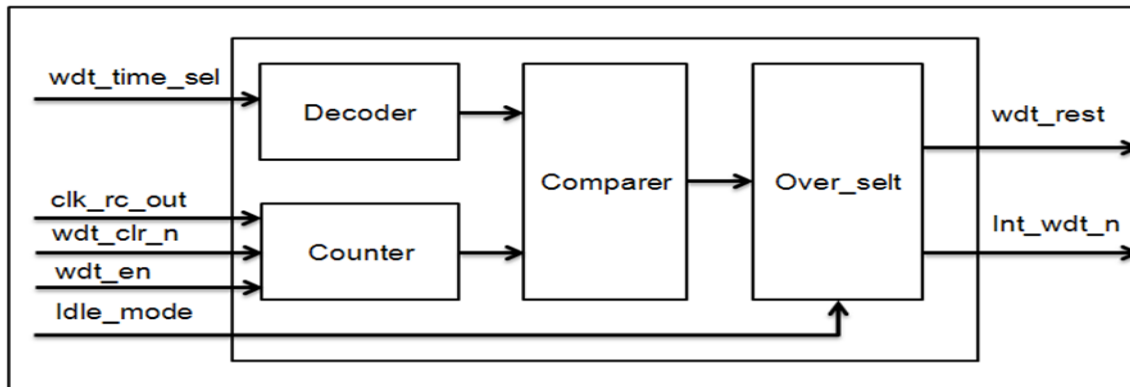 wdt_time_sel
Decoder
wdt_rest
Comparer
Over_selt
clk_rc_out
wdt_clr_n
Counter
Int_wdt_n
wdt_en
Idle_mode